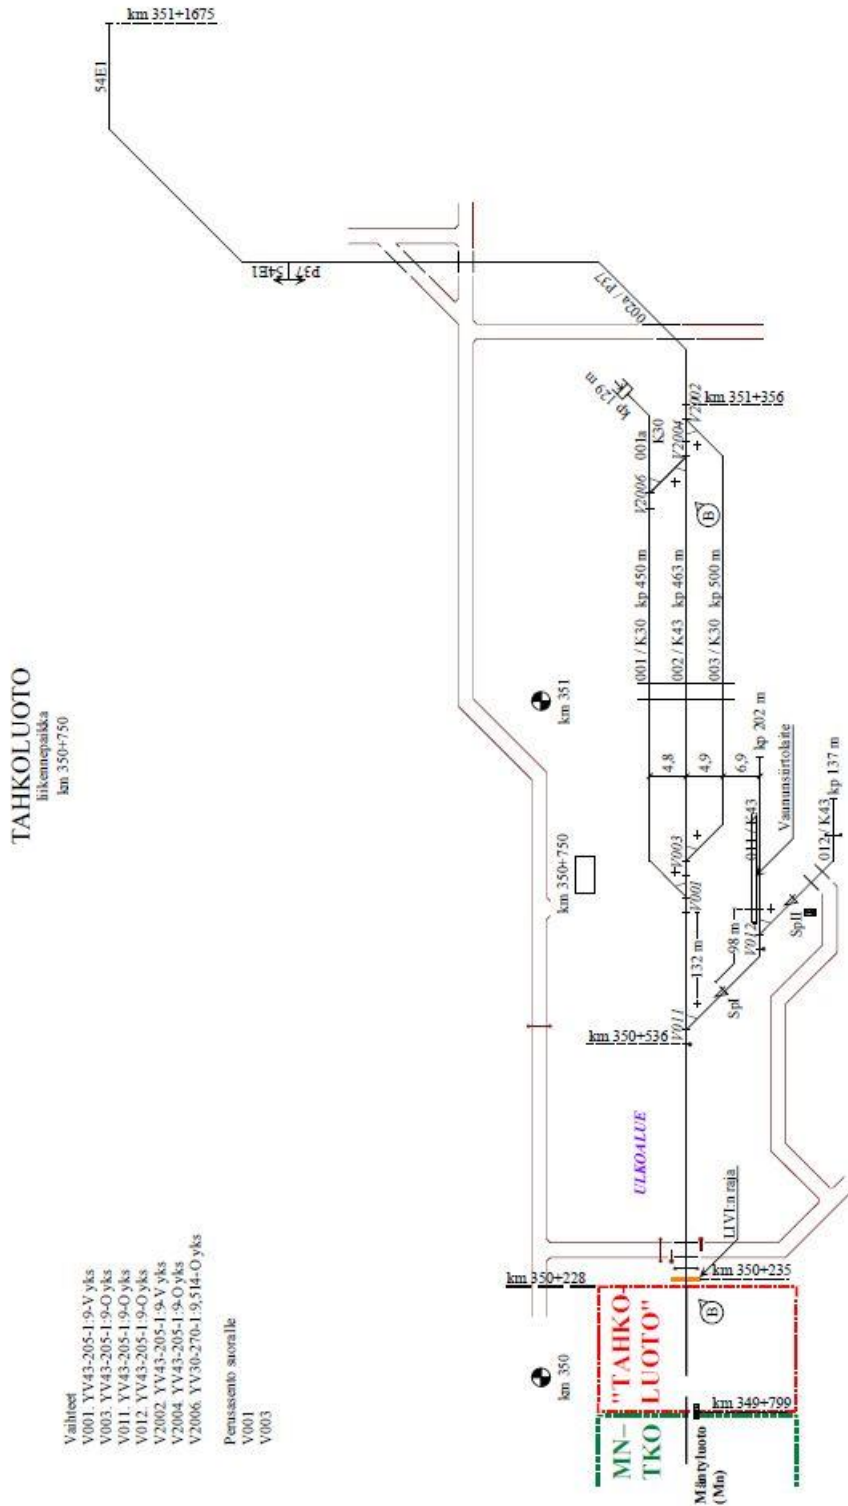 TAHKOLUOTO
liikennepaikka
km 350+750
Vaihteet
V001. YV43-205-1:9-V yks
V003. YV43-205-1:9-O yks
V011. YV43-205-1:9-O yks
V012. YV43-205-1:9-O yks
V2002. YV43-205-1:9-V yks
V2004. YV43-205-1:9-O yks
V2006. YV30-270-1:9,514-O yks
Perusasento suoralle
V001
V003
km 351+1675
54E1
P37 54E1
002a / P37
kp 129 m
001a
K30
V2006
V2004
V2002
km 351+356
B
001 / K30 kp 450 m
002 / K43 kp 463 m
003 / K30 kp 500 m
km 351
4,8
4,9
6,9
kp 202 m
Vaununsiirtolaite
011 / K43
012 / K43
kp 137 m
km 350+750
V003
V001
132 m
98 m
V012
SpII
SpI
V011
km 350+536
ULKOALUE
LIVI:n raja
km 350+235
km 350+228
B
"TAHKO-
LUOTO"
km 350
km 349+799
MN–
TKO
Mäntyluoto
(Mn)